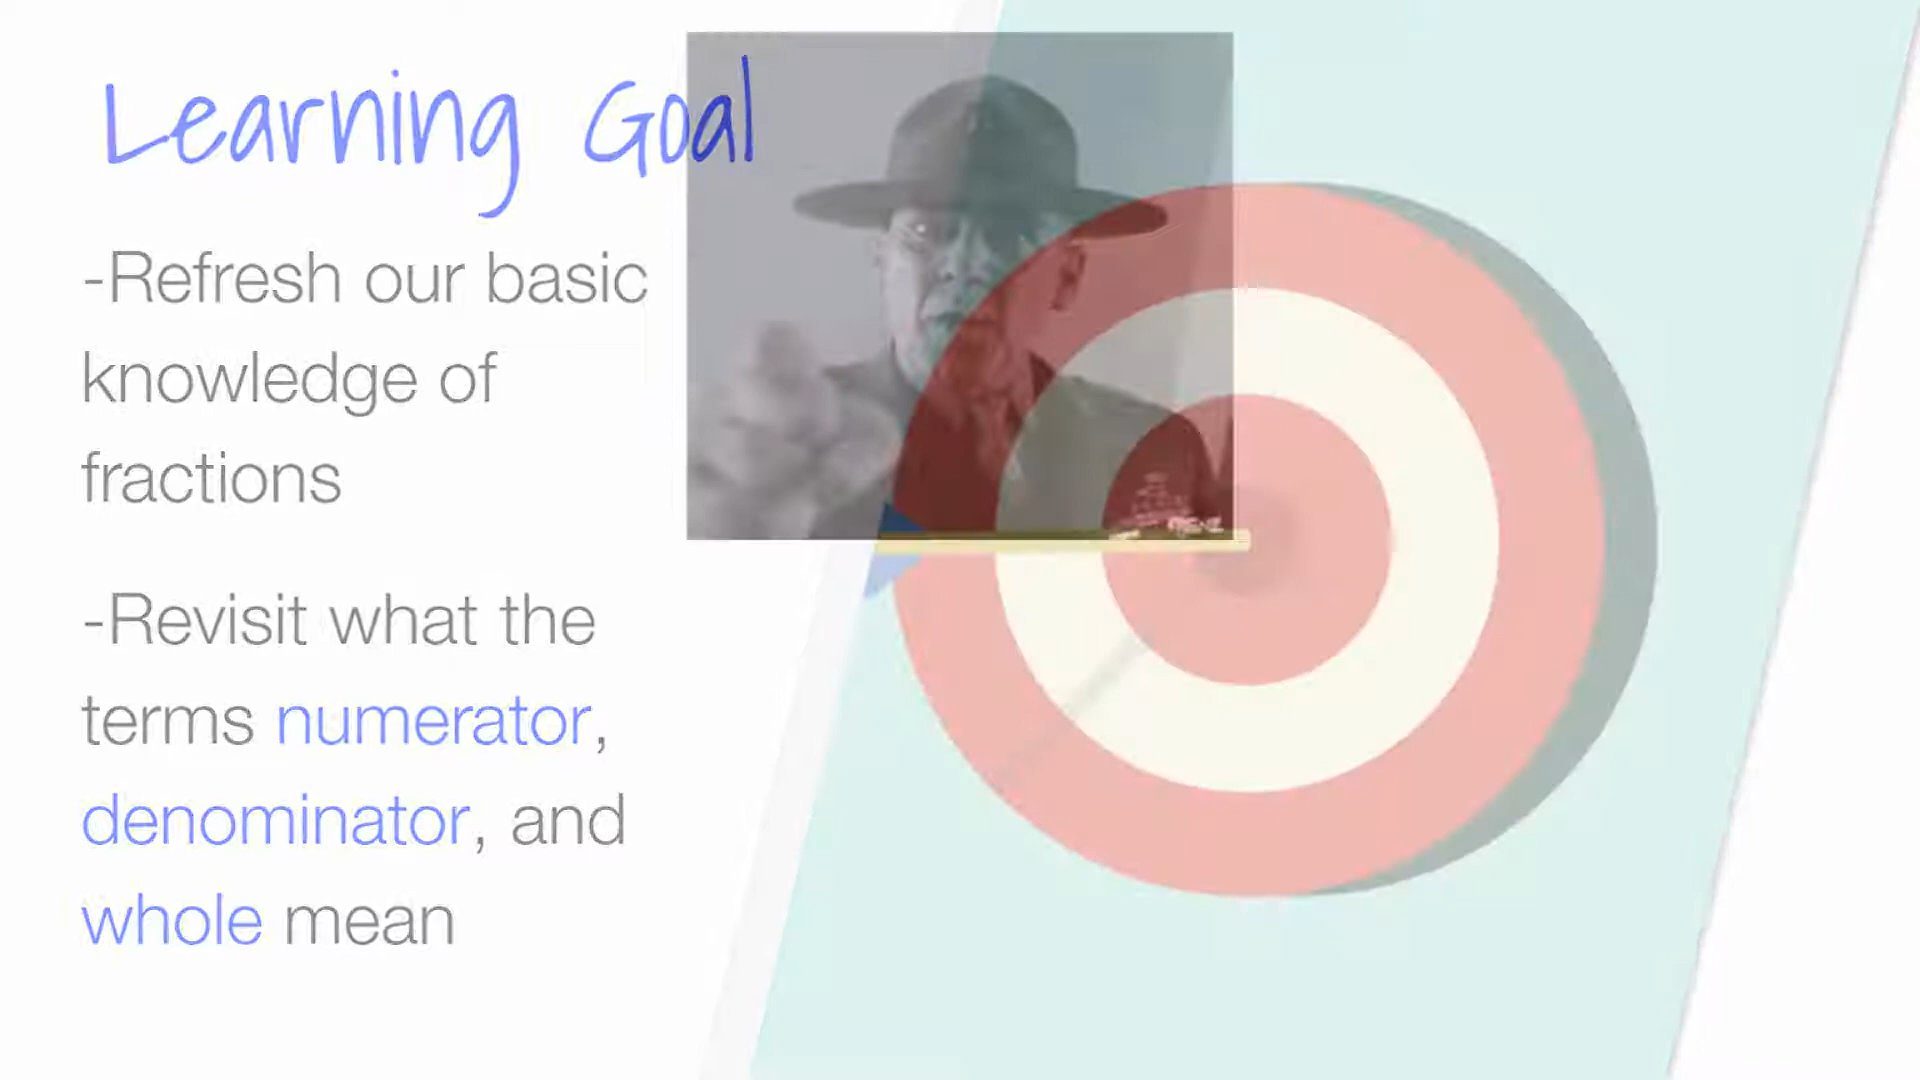 Learning Goal
-Refresh our basic
knowledge of
fractions
-Revisit what the
terms numerator,
denominator, and
whole mean